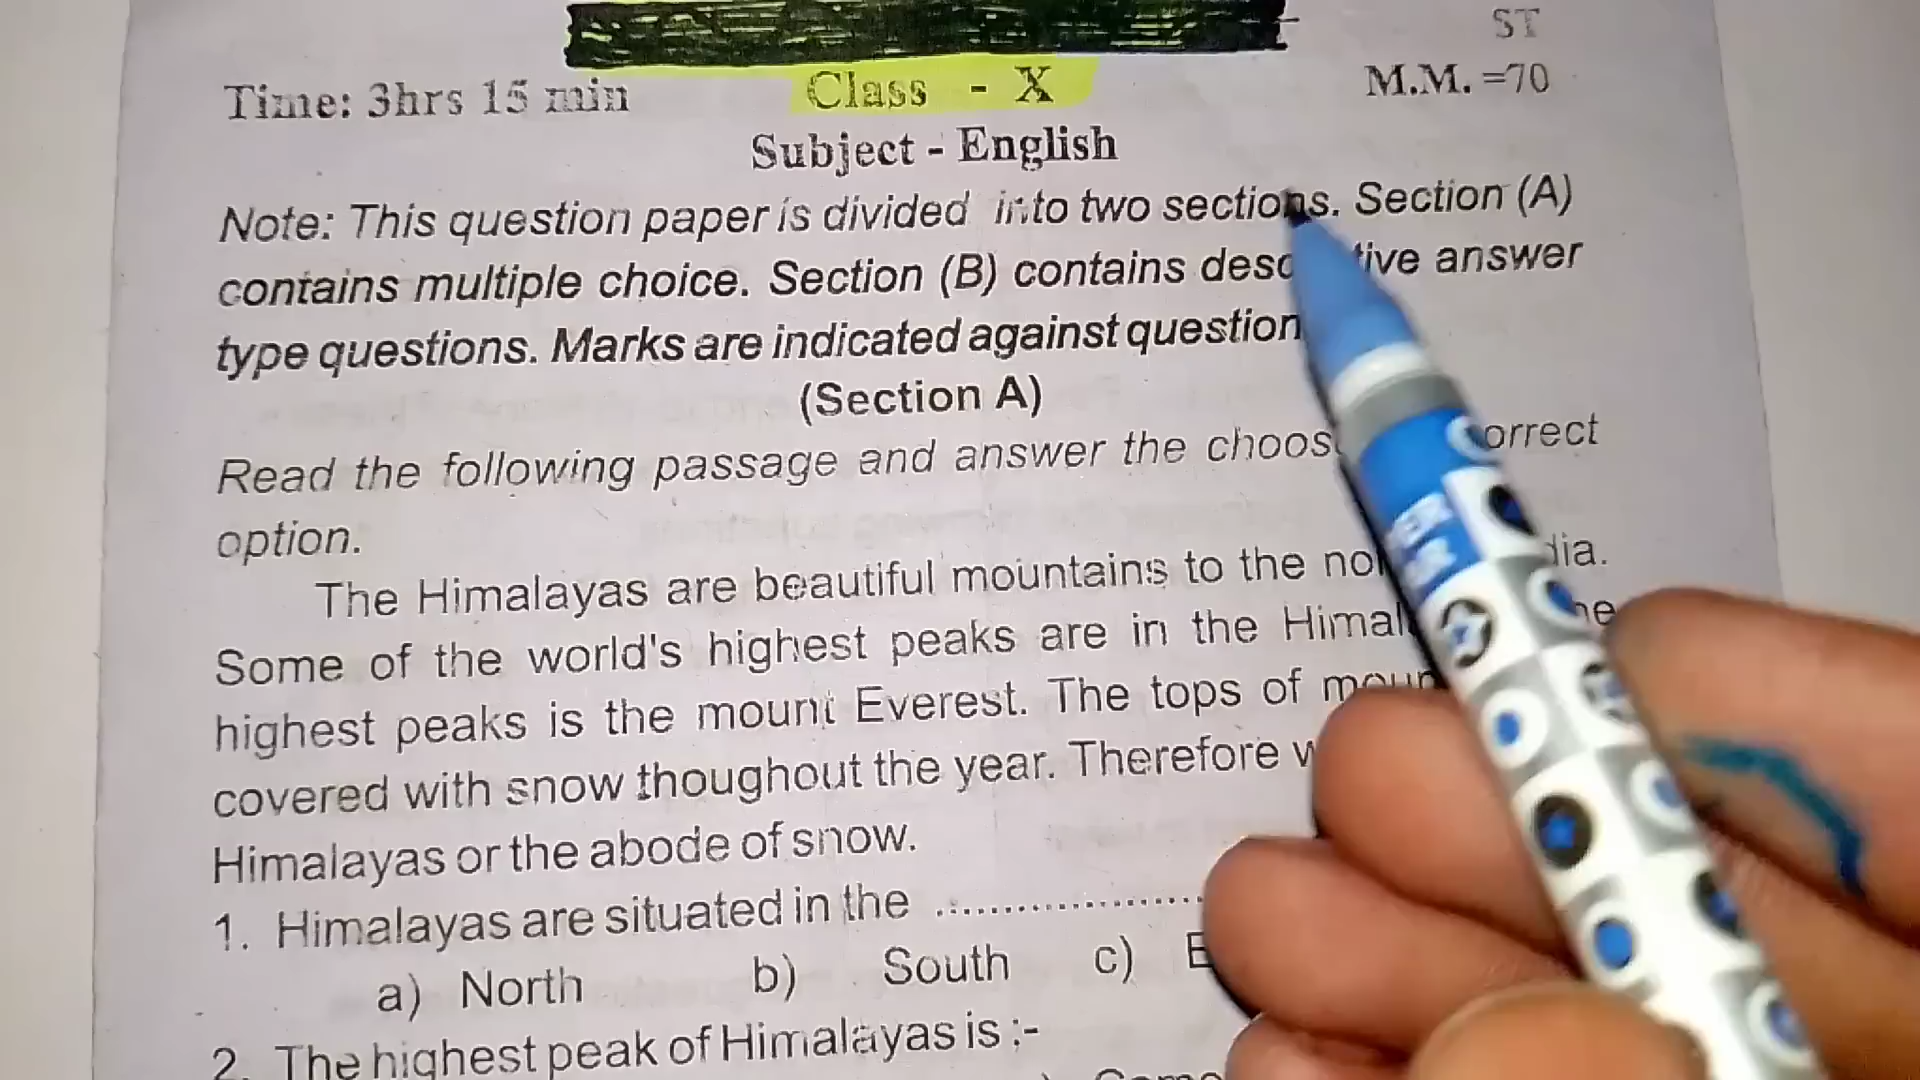 ST
Time: 3hrs 15 min Class - X M.M. =70
Subject - English
Note: This question paper is divided into two sections. Section (A)
contains multiple choice. Section (B) contains answer
type questions. Marks are indicated against question
(Section A)
Read the following passage and answer the
option.
The Himalayas are beautiful mountains to the
Some of the world's highest peaks are in the
highest peaks is the mount Everest. The tops of
covered with snow thoughout the year. Therefore
Himalayas or the abode of snow.
1. Himalayas are situated in the ....................
a) North b) South c)
2. The highest peak of Himalayas is :-